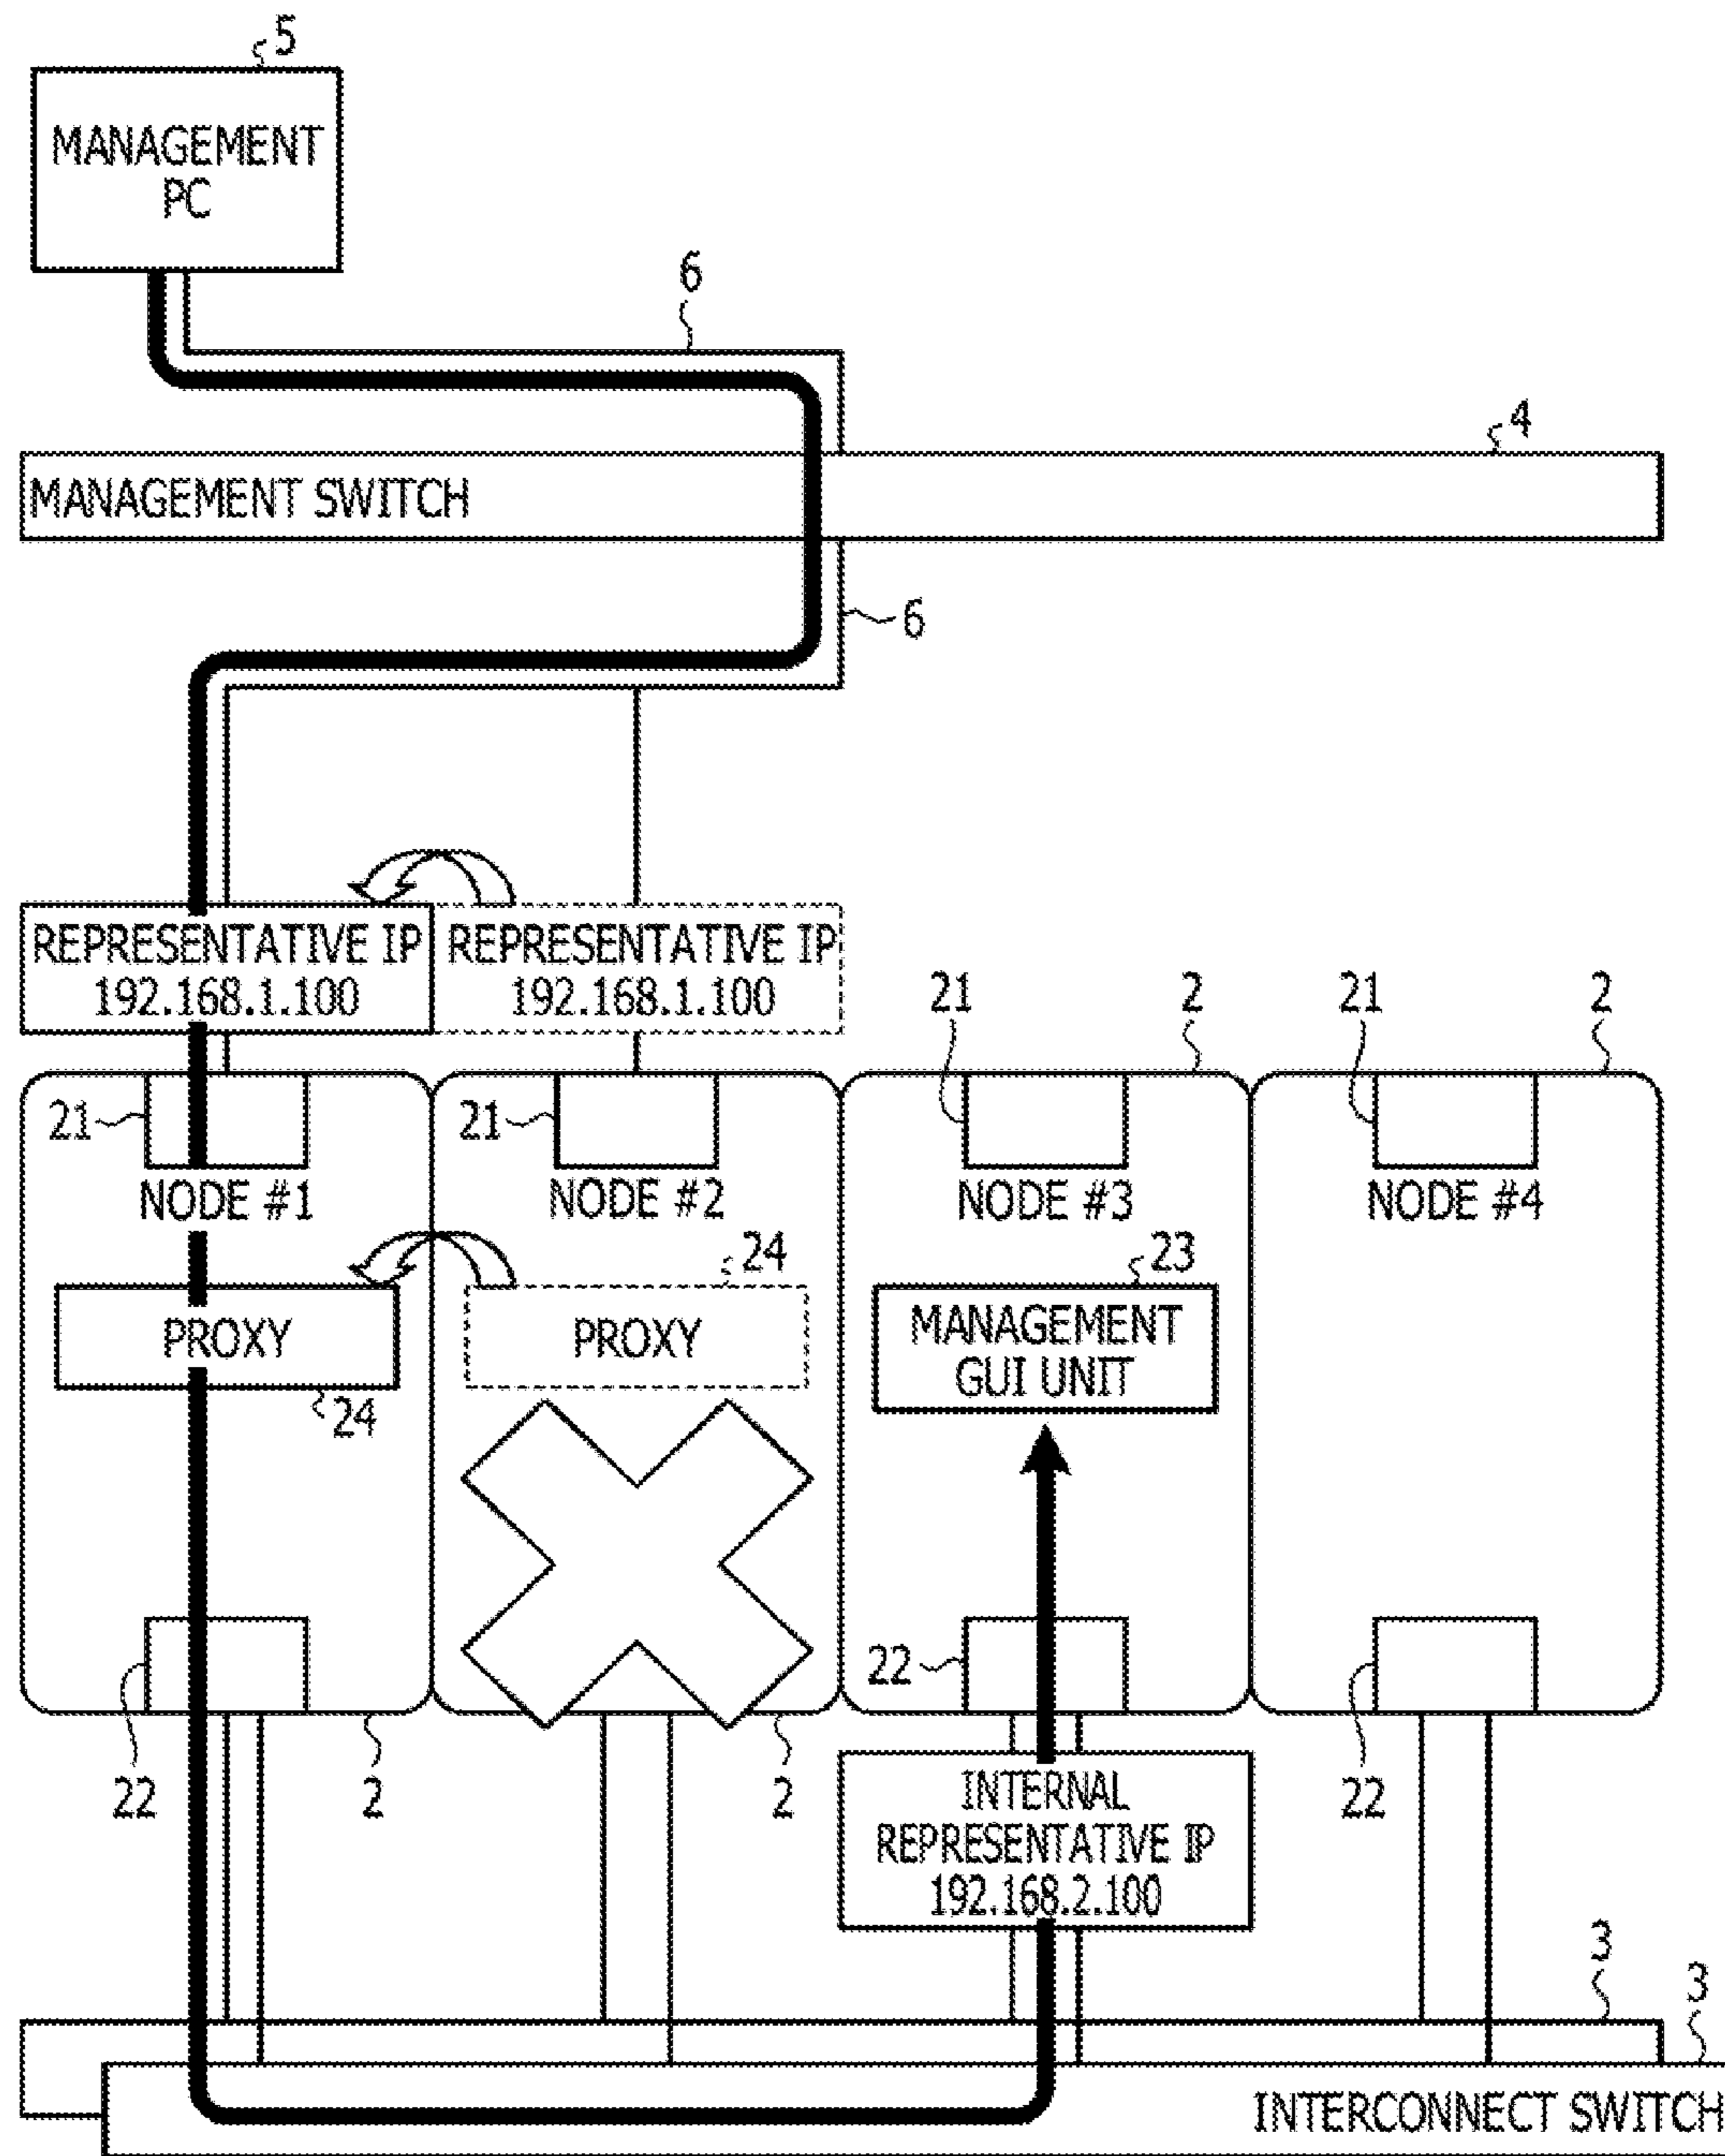 5
MANAGEMENT
PC
6
4
MANAGEMENT SWITCH
6
REPRESENTATIVE IP
192.168.1.100
REPRESENTATIVE IP
192.168.1.100
21
2
21
2
21
21
NODE #1
NODE #2
NODE #3
NODE #4
24
23
PROXY
PROXY
MANAGEMENT
GUI UNIT
24
22
22
2
2
22
INTERNAL
REPRESENTATIVE IP
192.168.2.100
3
3
INTERCONNECT SWITCH